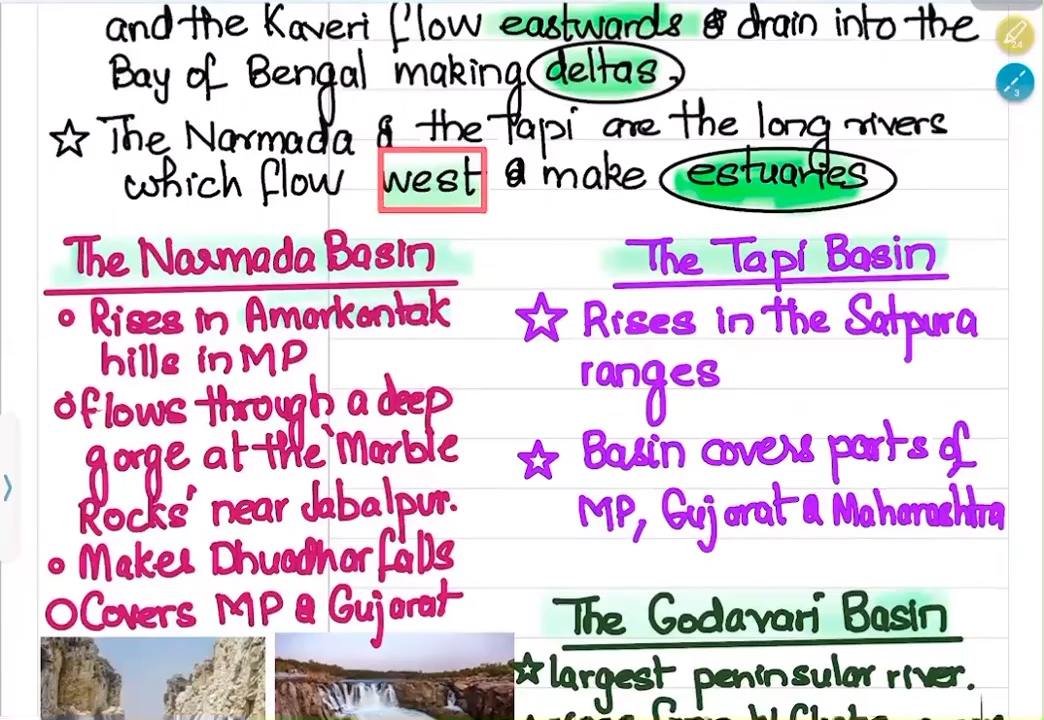 and the Kaveri flow eastwards & drain into the
Bay of Bengal making deltas.
☆ The Narmada & the Tapi are the long rivers
which flow west & make estuaries
The Narmada Basin
○ Rises in Amarkantak
hills in MP
○ flows through a deep
gorge at the 'Marble
Rocks' near Jabalpur.
○ Makes Dhuadhar falls
○ Covers MP & Gujarat
The Tapi Basin
☆ Rises in the Satpura
ranges
☆ Basin covers parts of
MP, Gujarat & Maharashtra
The Godavari Basin
☆ largest peninsular river.
24
3